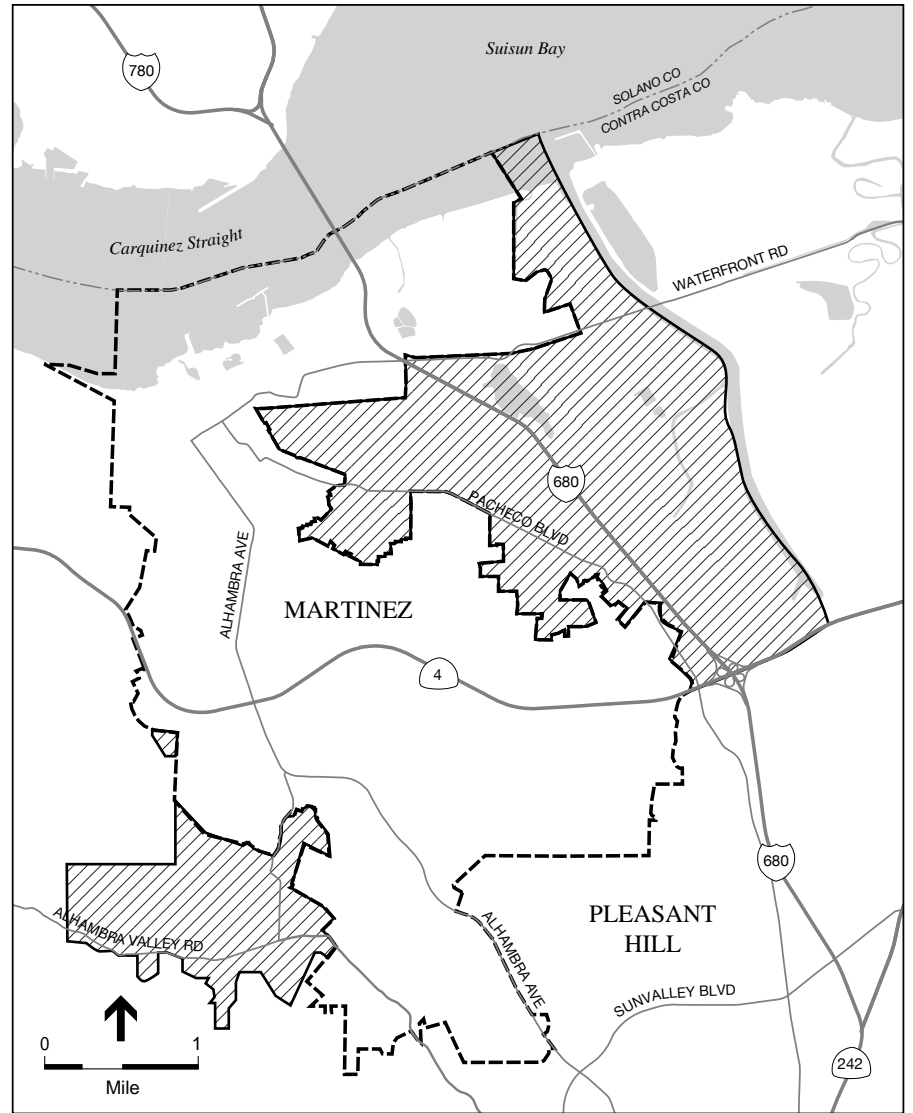 Suisun Bay
780
SOLANO CO
CONTRA COSTA CO
Carquinez Straight
WATERFRONT RD
680
PACHECO BLVD
ALHAMBRA AVE
MARTINEZ
4
680
PLEASANT
HILL
ALHAMBRA VALLEY RD
ALHAMBRA AVE
SUNVALLEY BLVD
0 1
Mile
242